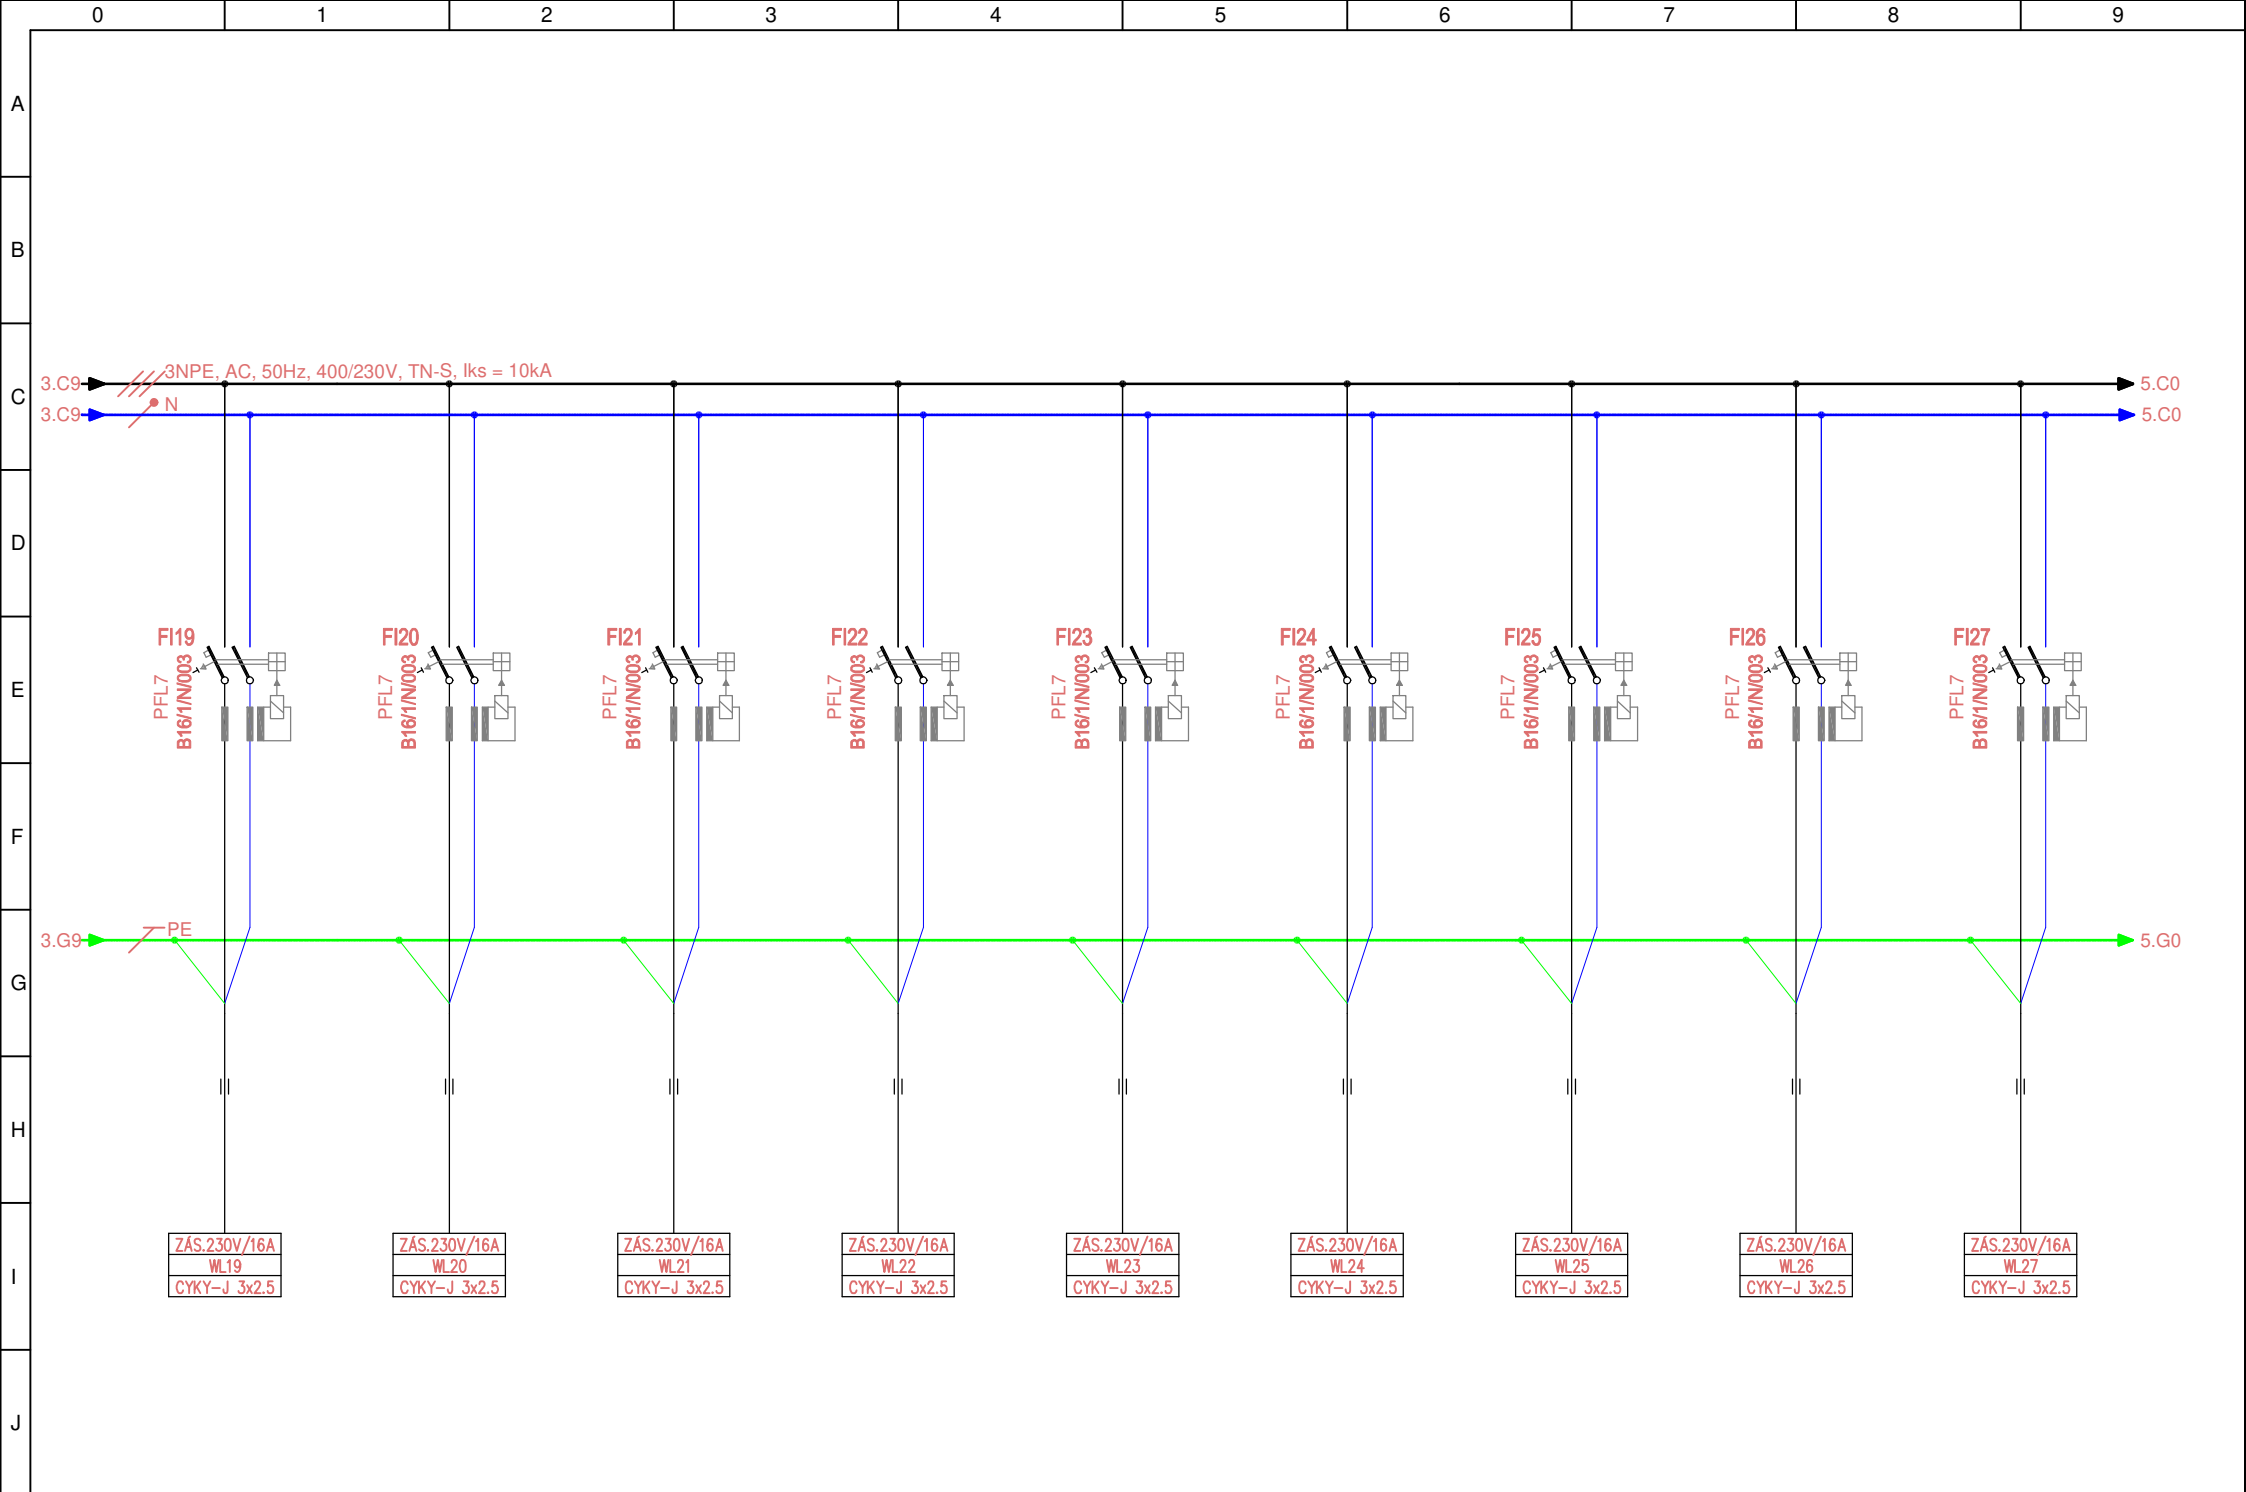 0 1 2 3 4 5 6 7 8 9
A
B
3NPE, AC, 50Hz, 400/230V, TN-S, Iks = 10kA
3.C9 5.C0
C
N
3.C9 5.C0
D
FI19 FI20 FI21 FI22 FI23 FI24 FI25 FI26 FI27
E
PFL7 PFL7 PFL7 PFL7 PFL7 PFL7 PFL7 PFL7 PFL7
B16/1/N/003 B16/1/N/003 B16/1/N/003 B16/1/N/003 B16/1/N/003 B16/1/N/003 B16/1/N/003 B16/1/N/003 B16/1/N/003
F
PE
3.G9 5.G0
G
H
ZÁS.230V/16A ZÁS.230V/16A ZÁS.230V/16A ZÁS.230V/16A ZÁS.230V/16A ZÁS.230V/16A ZÁS.230V/16A ZÁS.230V/16A ZÁS.230V/16A
WL19 WL20 WL21 WL22 WL23 WL24 WL25 WL26 WL27
I
CYKY-J 3x2.5 CYKY-J 3x2.5 CYKY-J 3x2.5 CYKY-J 3x2.5 CYKY-J 3x2.5 CYKY-J 3x2.5 CYKY-J 3x2.5 CYKY-J 3x2.5 CYKY-J 3x2.5
J